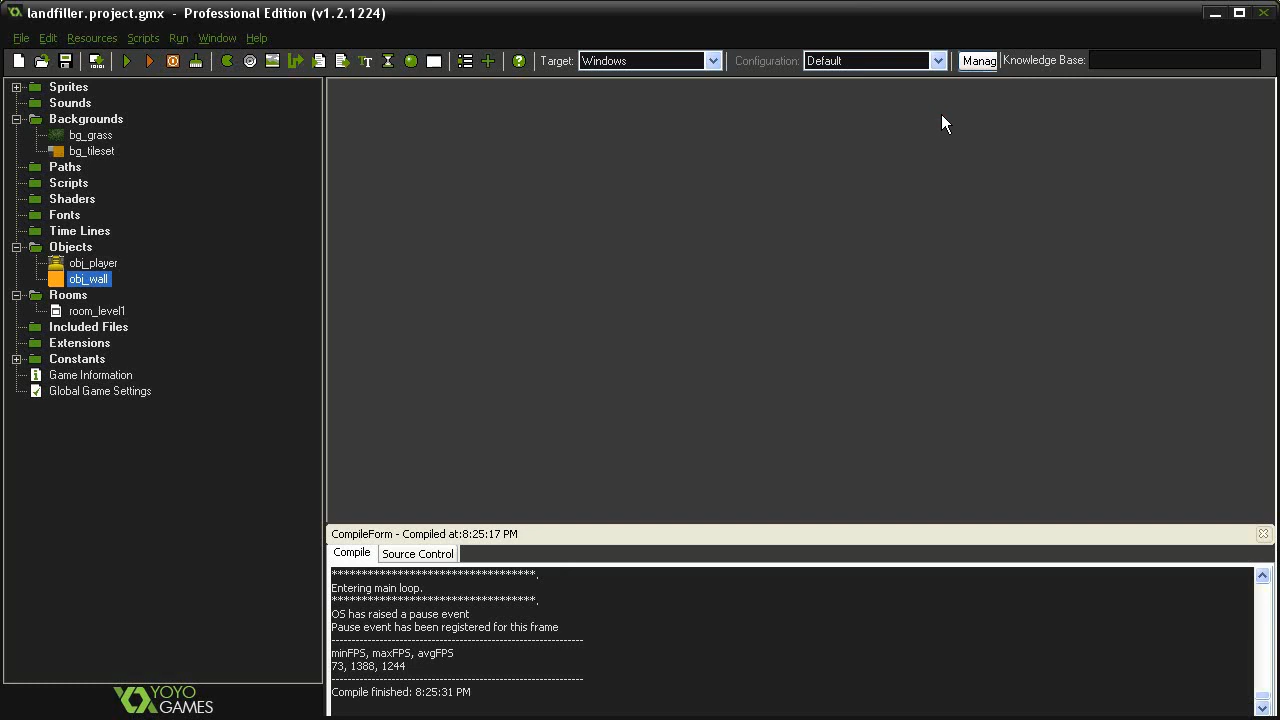 landfiller.project.gmx - Professional Edition (v1.2.1224)
File Edit Resources Scripts Run Window Help
Target: Windows Configuration: Default Manag Knowledge Base:
Sprites
Sounds
Backgrounds
bg_grass
bg_tileset
Paths
Scripts
Shaders
Fonts
Time Lines
Objects
obj_player
obj_wall
Rooms
room_level1
Included Files
Extensions
Constants
Game Information
Global Game Settings
YOYO
GAMES
CompileForm - Compiled at:8:25:17 PM
Compile Source Control
**********************************.
Entering main loop.
**********************************.
OS has raised a pause event
Pause event has been registered for this frame
---------------------------------------------------------------
minFPS, maxFPS, avgFPS
73, 1388, 1244
---------------------------------------------------------------
Compile finished: 8:25:31 PM